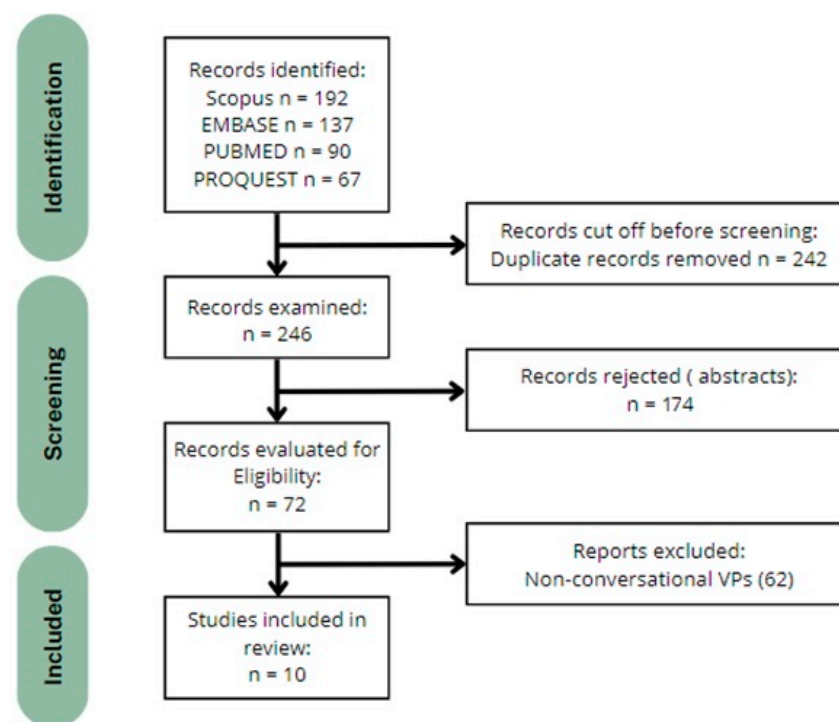 Identification
Records identified:
Scopus n = 192
EMBASE n = 137
PUBMED n = 90
PROQUEST n = 67
Records cut off before screening:
Duplicate records removed n = 242
Screening
Records examined:
n = 246
Records rejected ( abstracts):
n = 174
Records evaluated for
Eligibility:
n = 72
Included
Reports excluded:
Non-conversational VPs (62)
Studies included in
review:
n = 10